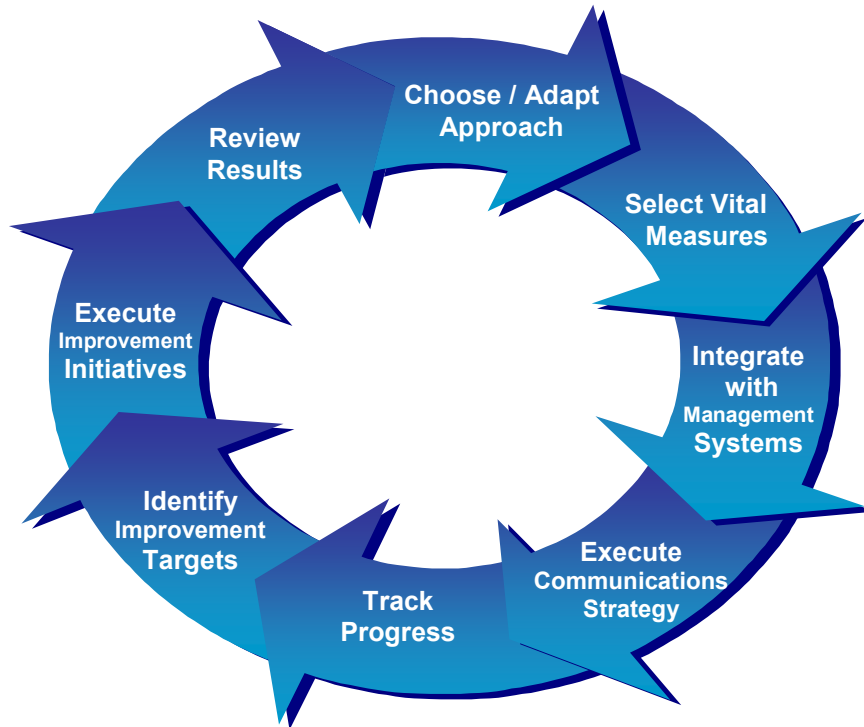 Choose / Adapt
Approach
Select Vital
Measures
Integrate
with
Management
Systems
Execute
Communications
Strategy
Track
Progress
Identify
Improvement
Targets
Execute
Improvement
Initiatives
Review
Results